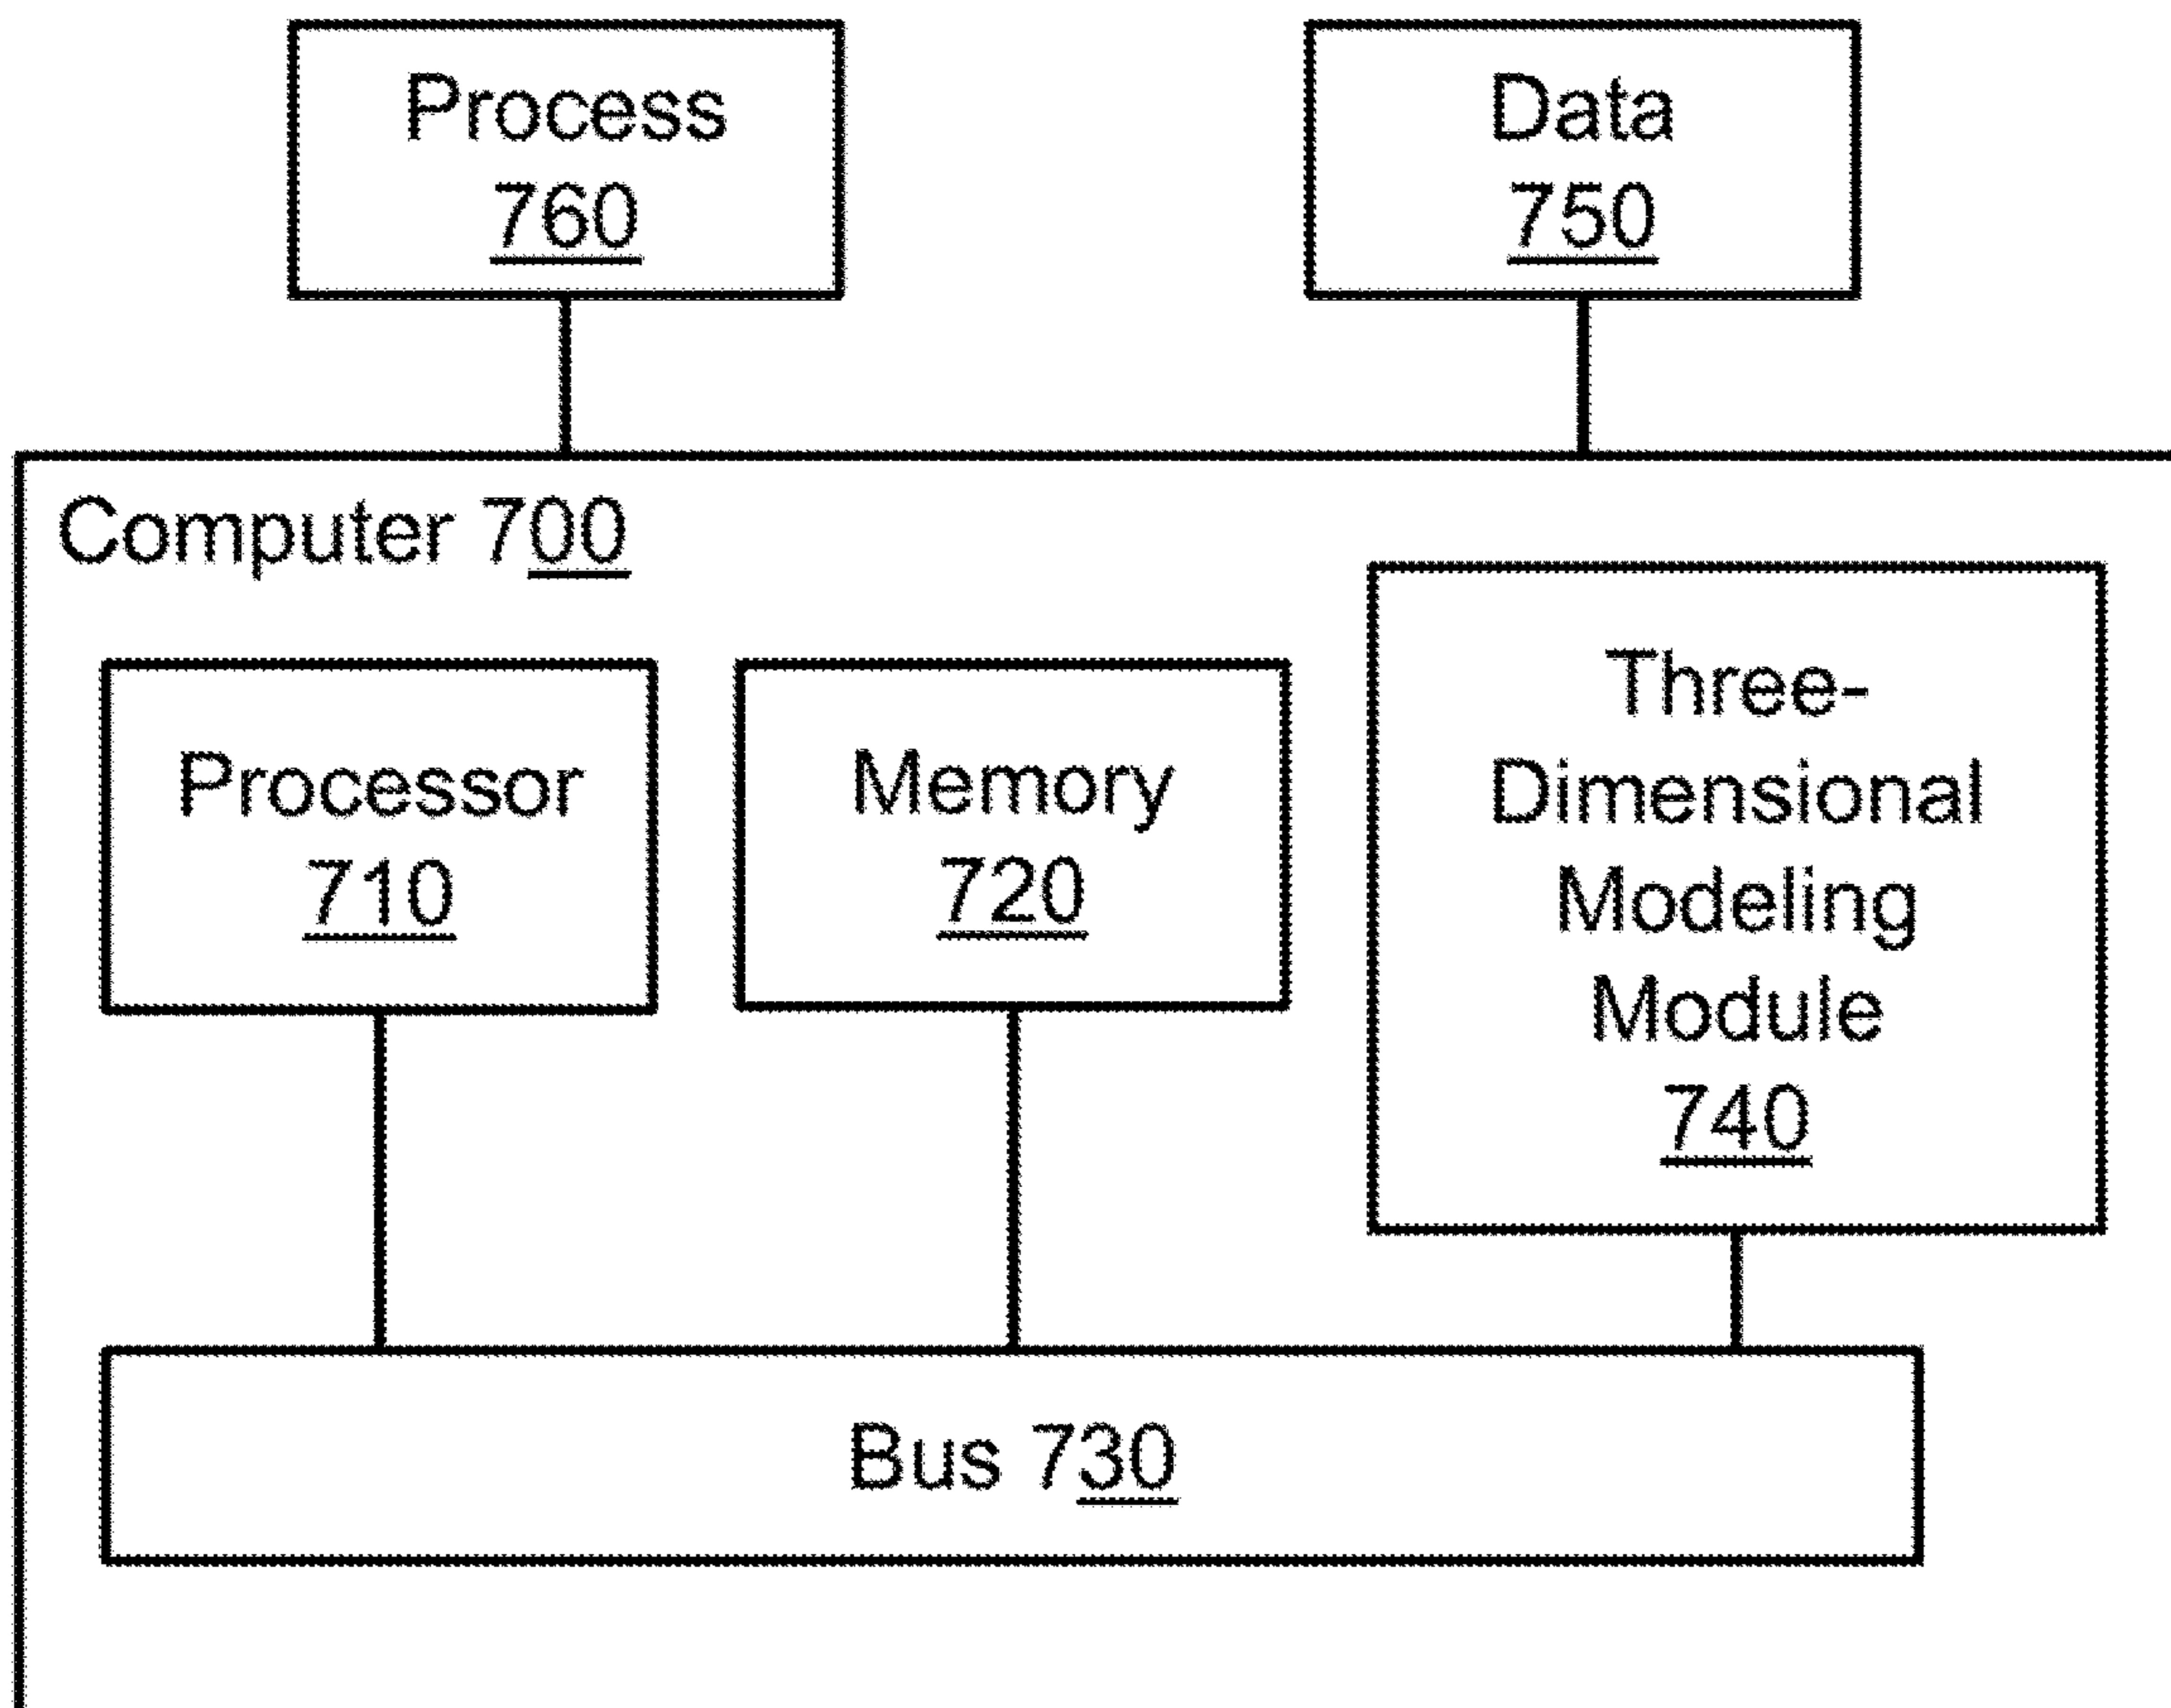 Process
760
Data
750
Computer 700
Processor
710
Memory
720
Three-
Dimensional
Modeling
Module
740
Bus 730